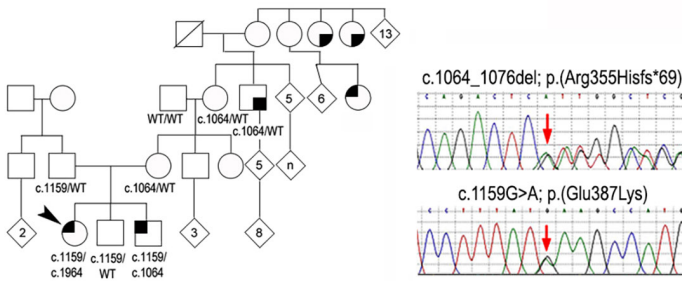 13
c.1064_1076del; p.(Arg355Hisfs*69)
C A G A C T C A T T G G C T C
5
6
WT/WT
c.1064/WT
c.1064/WT
c.1159/WT
c.1064/WT
5
n
c.1159G>A; p.(Glu387Lys)
2
3
8
c.1159/
c.1964
c.1159/
WT
c.1159/
c.1064